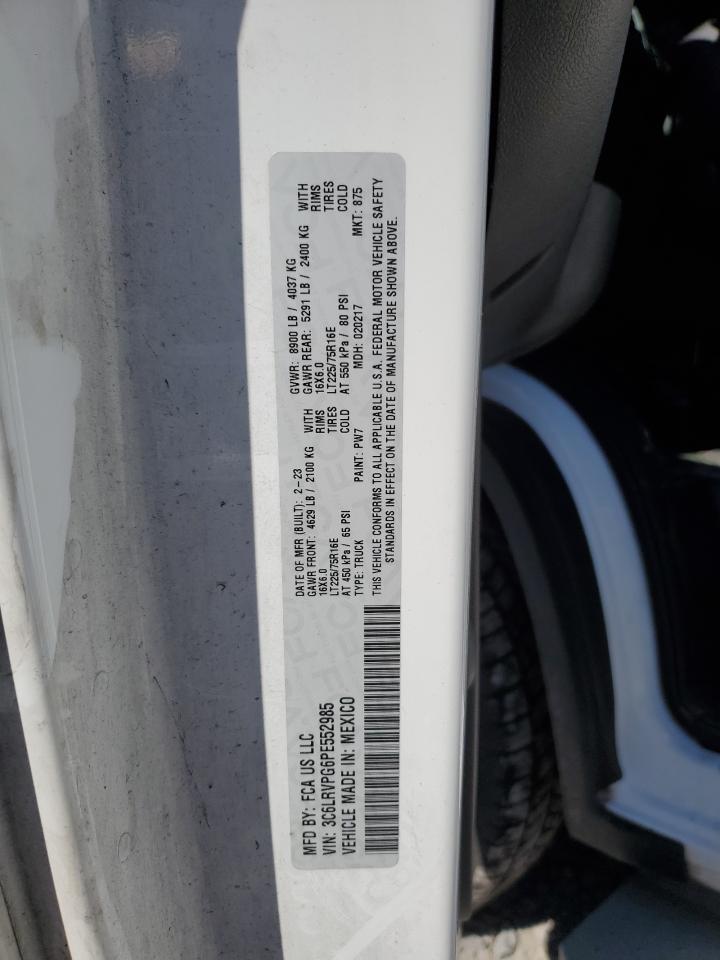 MFD BY: FCA US LLC
VIN: 3C6LRVPG6PE552985
VEHICLE MADE IN: MEXICO
DATE OF MFR (BUILT): 2-23 GVWR: 8900 LB / 4037 KG
GAWR FRONT: 4629 LB / 2100 KG WITH GAWR REAR: 5291 LB / 2400 KG WITH
16X6.0 RIMS 16X6.0 RIMS
LT225/75R16E TIRES LT225/75R16E TIRES
AT 450 kPa / 65 PSI COLD AT 550 kPa / 80 PSI COLD
TYPE: TRUCK PAINT: PW7 MDH: 020217 MKT: 875
THIS VEHICLE CONFORMS TO ALL APPLICABLE U.S.A. FEDERAL MOTOR VEHICLE SAFETY
STANDARDS IN EFFECT ON THE DATE OF MANUFACTURE SHOWN ABOVE.